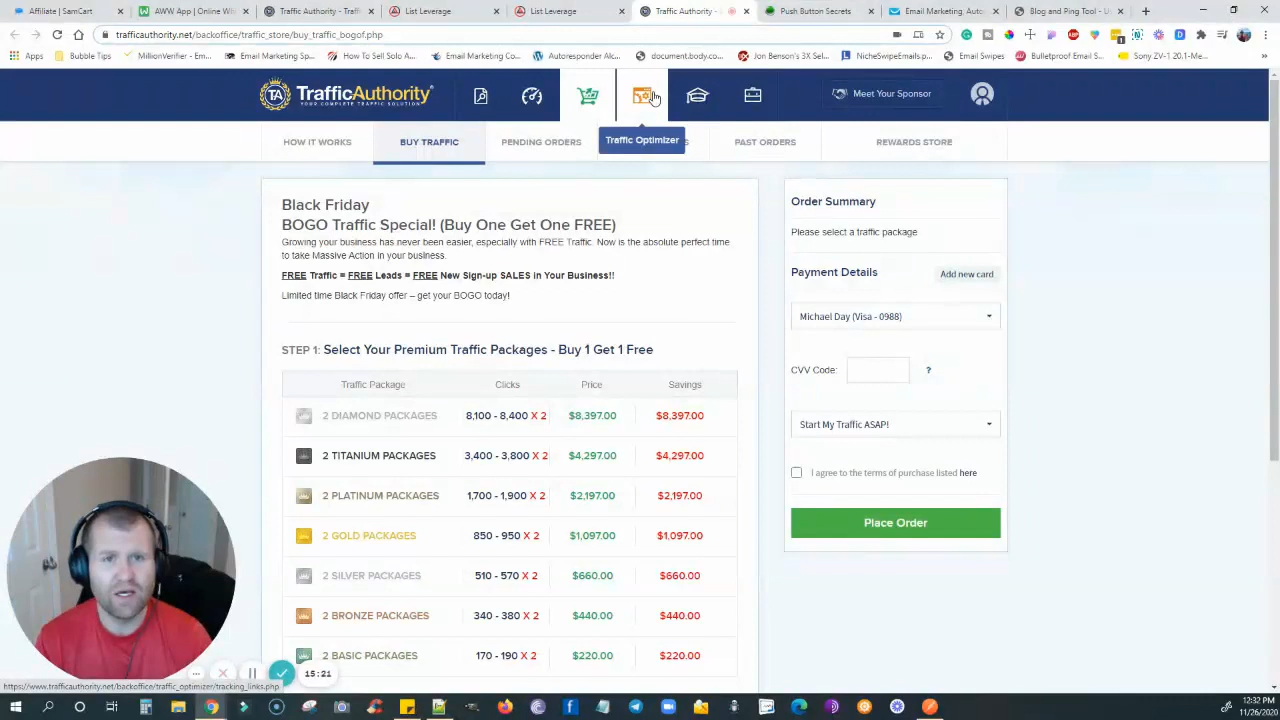 Affiliate | SamCart
AWW App | Online Whi
Traffic Authority
List Leverage
List Leverage
Traffic Authority -
Push Button Secrets
Email Marketing, Auto
Blog and Ping Tool - U
trafficauthority.net/backoffice/traffic_store/buy_traffic_bogof.php
Apps
Bubble Tips
MillionVerifier - Em...
Email Marketing Sp...
How To Sell Solo A...
Email Marketing Co...
Autoresponder Alc...
document.body.co...
Jon Benson's 3X Sel...
NicheSwipeEmails -...
Bulletproof Email S...
Email Swipes
Sony ZV-1.20.1-Me...
TA TrafficAuthority
YOUR COMPLETE TRAFFIC SOLUTION
Meet Your Sponsor
Traffic Optimizer
HOW IT WORKS
BUY TRAFFIC
PENDING ORDERS
S
PAST ORDERS
REWARDS STORE
Black Friday
BOGO Traffic Special! (Buy One Get One FREE)
Growing your business has never been easier, especially with FREE Traffic. Now is the absolute perfect time
to take Massive Action in your business.
FREE Traffic = FREE Leads = FREE New Sign-up SALES in Your Business!!
Limited time Black Friday offer – get your BOGO today!
STEP 1: Select Your Premium Traffic Packages - Buy 1 Get 1 Free
Traffic Package Clicks Price Savings
2 DIAMOND PACKAGES 8,100 - 8,400 X 2 $8,397.00 $8,397.00
2 TITANIUM PACKAGES 3,400 - 3,800 X 2 $4,297.00 $4,297.00
2 PLATINUM PACKAGES 1,700 - 1,900 X 2 $2,197.00 $2,197.00
2 GOLD PACKAGES 850 - 950 X 2 $1,097.00 $1,097.00
2 SILVER PACKAGES 510 - 570 X 2 $660.00 $660.00
2 BRONZE PACKAGES 340 - 380 X 2 $440.00 $440.00
2 BASIC PACKAGES 170 - 190 X 2 $220.00 $220.00
Order Summary
Please select a traffic package
Payment Details
Add new card
Michael Day (Visa - 0988)
CVV Code:
?
Start My Traffic ASAP!
I agree to the terms of purchase listed here
Place Order
15:21
https://www.trafficauthority.net/backoffice/traffic_optimizer/tracking_links.php
12:32 PM
11/26/2020